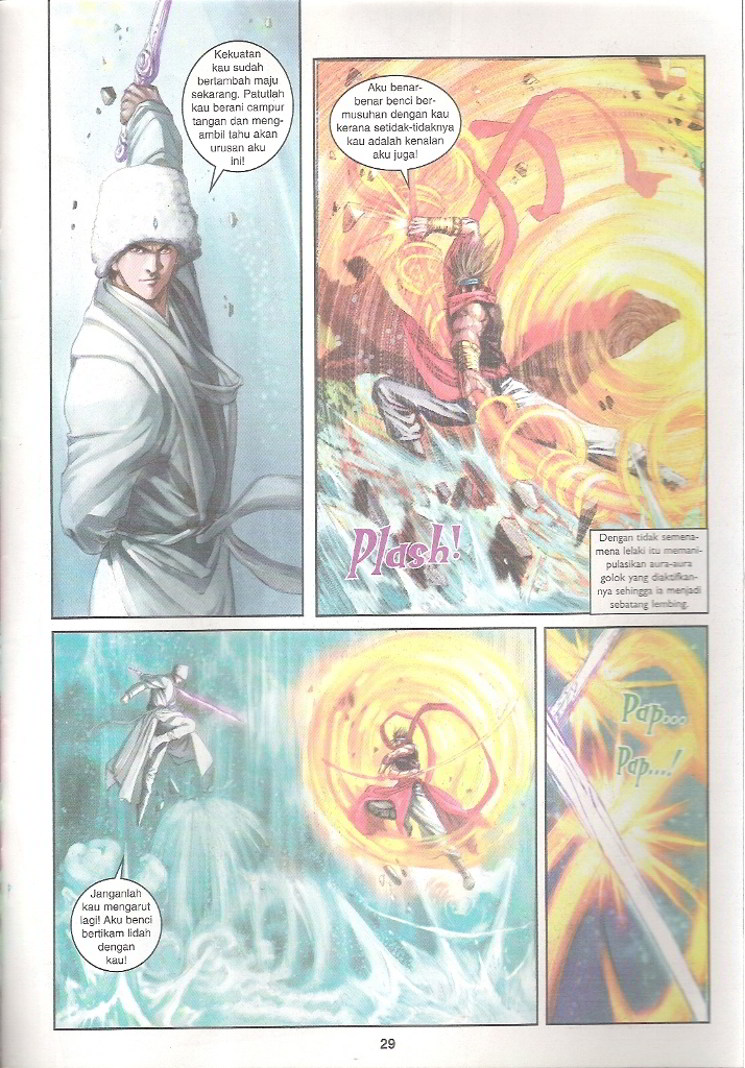 Kekuatan
kau sudah
bertambah maju
sekarang. Patutlah
kau berani campur
tangan dan meng-
ambil tahu akan
urusan aku
ini!
Aku benar-
benar benci ber-
musuhan dengan kau
kerana setidak-tidaknya
kau adalah kenalan
aku juga!
Plash!
Dengan tidak semena-
mena lelaki itu memani-
pulasikan aura-aura
golok yang diaktifkan-
nya sehingga ia menjadi
sebatang lembing.
Janganlah
kau mengarut
lagi! Aku benci
bertikam lidah
dengan
kau!
Pap...
Pap...!
29